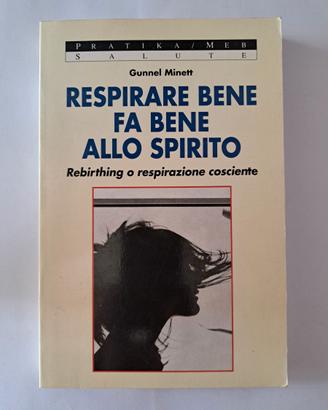 PRATIKA/MEB
SALUTE
Gunnel Minett
RESPIRARE BENE
FA BENE
ALLO SPIRITO
Rebirthing o respirazione cosciente